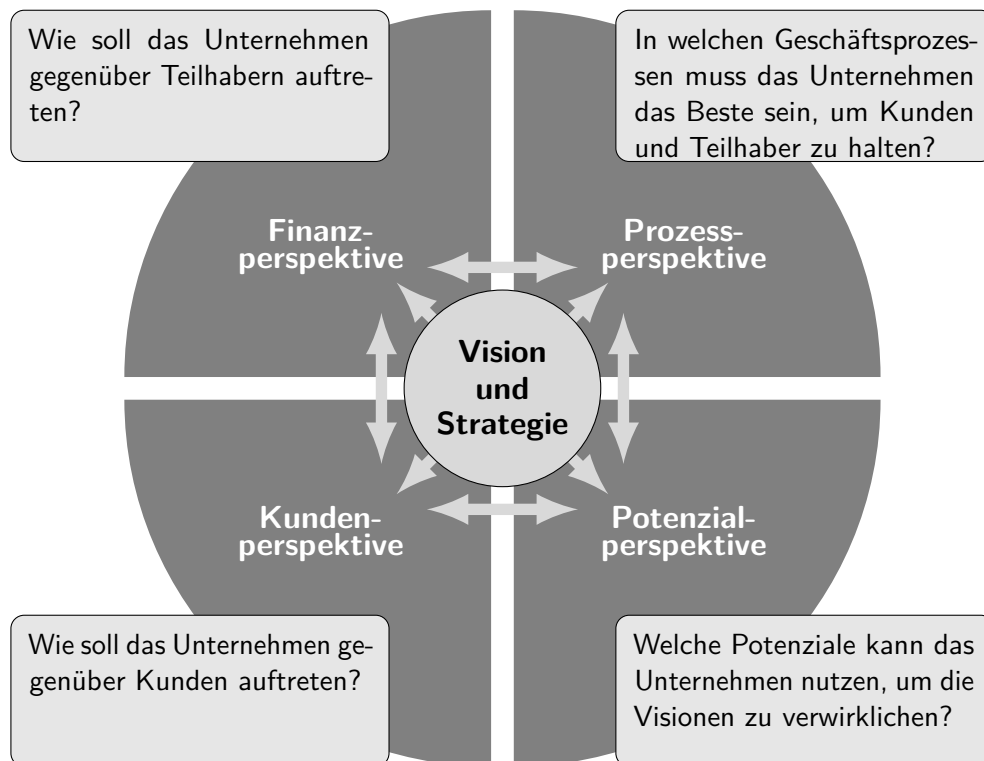 Wie soll das Unternehmen
gegenüber Teilhabern auftre-
ten?
In welchen Geschäftsprozes-
sen muss das Unternehmen
das Beste sein, um Kunden
und Teilhaber zu halten?
Finanz-
perspektive
Prozess-
perspektive
Vision
und
Strategie
Kunden-
perspektive
Potenzial-
perspektive
Wie soll das Unternehmen ge-
genüber Kunden auftreten?
Welche Potenziale kann das
Unternehmen nutzen, um die
Visionen zu verwirklichen?